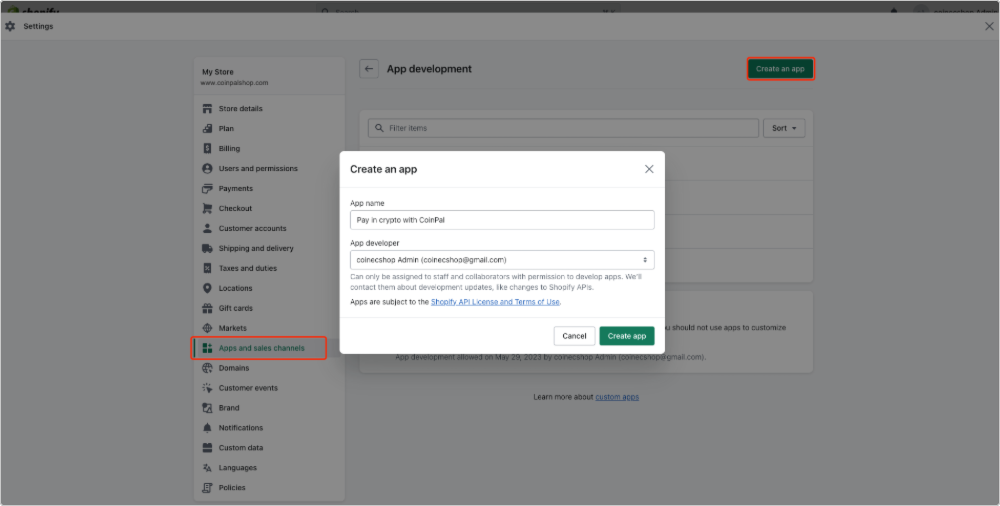 shopify
Search
coinecshop Admin
Settings
My Store
www.coinpalshop.com
App development
Create an app
Store details
Plan
Filter items
Sort
Billing
Users and permissions
Create an app
Payments
App name
Checkout
Pay in crypto with CoinPal
Customer accounts
App developer
Shipping and delivery
coinecshop Admin (coinecshop@gmail.com)
Taxes and duties
Can only be assigned to staff and collaborators with permission to develop apps. We'll
contact them about development updates, like changes to Shopify APIs.
Locations
Apps are subject to the Shopify API License and Terms of Use.
Gift cards
Markets
you should not use apps to customize
Cancel
Create app
Apps and sales channels
App development allowed on May 29, 2023 by coinecshop Admin (coinecshop@gmail.com).
Domains
Customer events
Learn more about custom apps
Brand
Notifications
Custom data
Languages
Policies